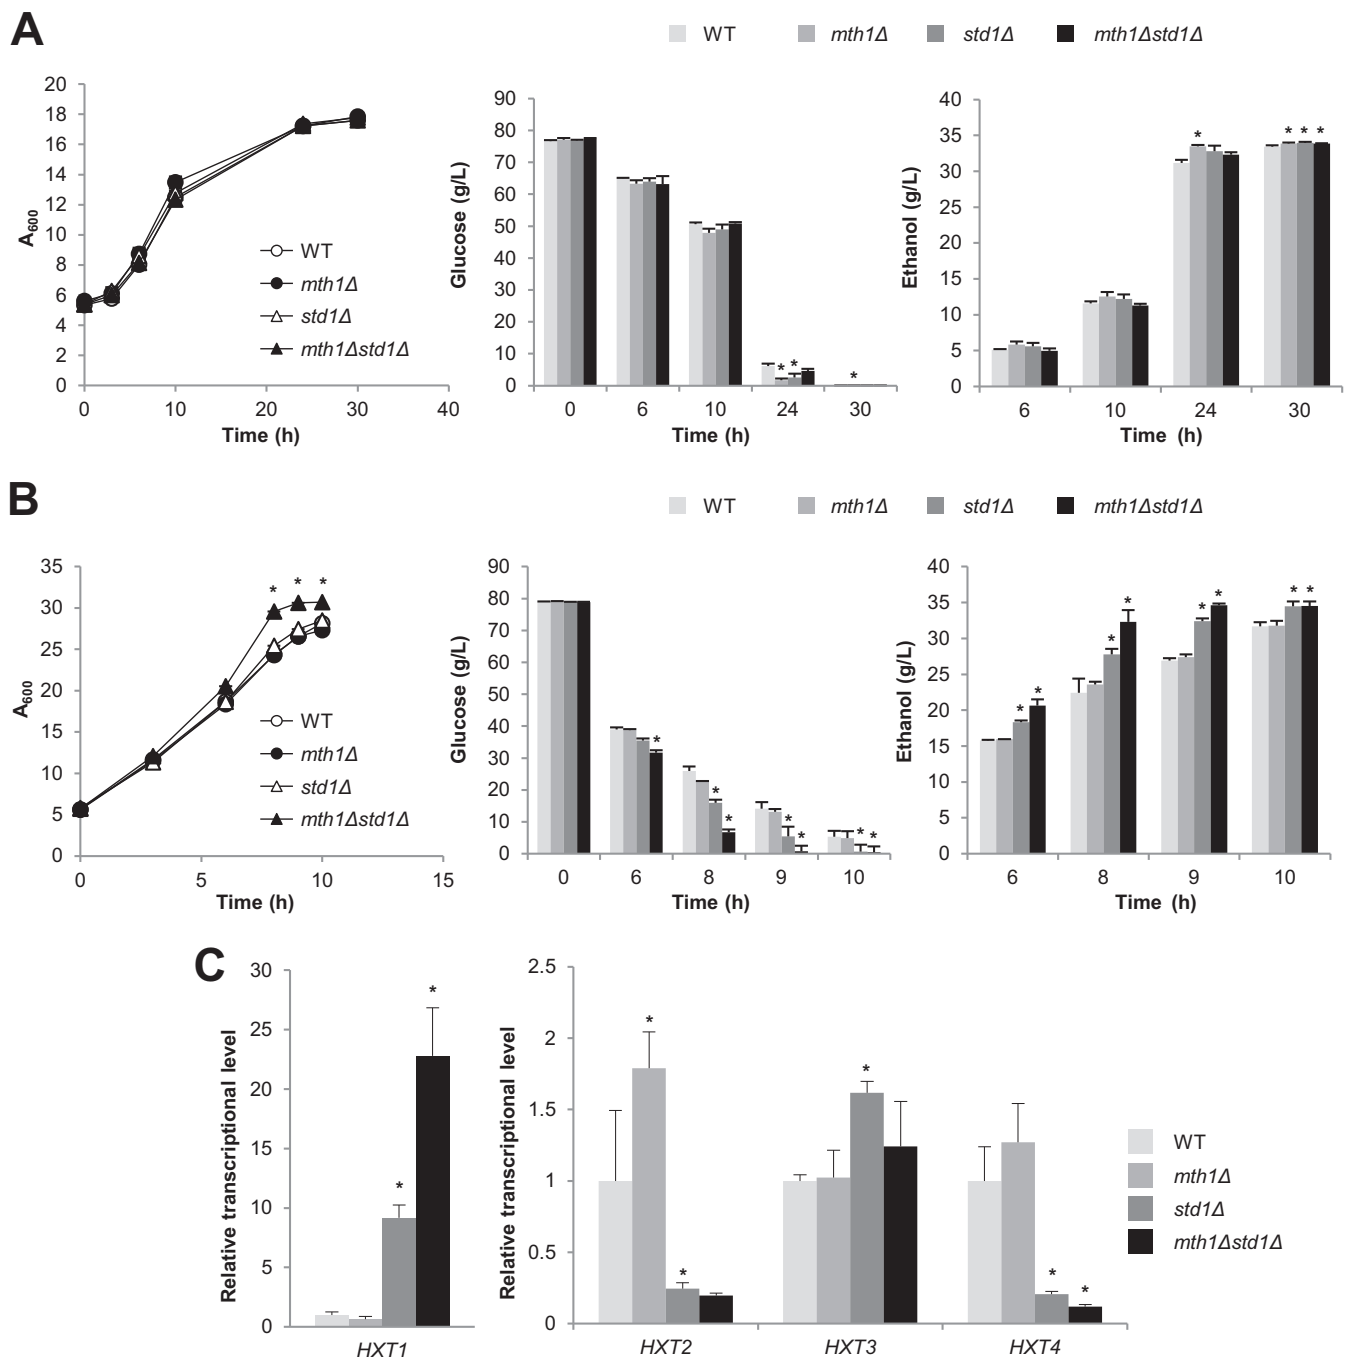 A
WT mth1Δ std1Δ mth1Δstd1Δ
20
18
16
14
12
10
8
6
4
2
0
A600
WT
mth1Δ
std1Δ
mth1Δstd1Δ
0 10 20 30 40
Time (h)
90
80
70
60
50
40
30
20
10
0
Glucose (g/L)
* *
*
0 6 10 24 30
Time (h)
40
35
30
25
20
15
10
5
0
Ethanol (g/L)
* * * *
6 10 24 30
Time (h)
B
WT mth1Δ std1Δ mth1Δstd1Δ
35
30
25
20
15
10
5
0
A600
* * *
WT
mth1Δ
std1Δ
mth1Δstd1Δ
0 5 10 15
Time (h)
90
80
70
60
50
40
30
20
10
0
Glucose (g/L)
*
* *
* *
* *
0 6 8 9 10
Time (h)
40
35
30
25
20
15
10
5
0
Ethanol (g/L)
* *
* *
* *
* *
6 8 9 10
Time (h)
C
30
25
20
15
10
5
0
Relative transcriptional level
*
*
HXT1
2.5
2
1.5
1
0.5
0
Relative transcriptional level
*
*
*
* *
HXT2 HXT3 HXT4
WT
mth1Δ
std1Δ
mth1Δstd1Δ